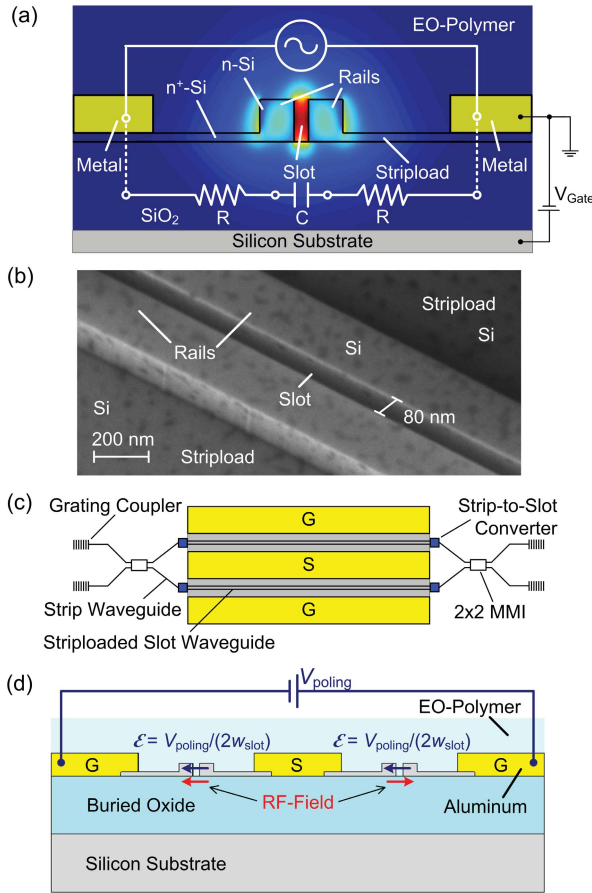 (a)
EO-Polymer
n-Si
Rails
n⁺-Si
Metal
Slot
Stripload
Metal
SiO₂
R
C
R
V_Gate
Silicon Substrate
(b)
Stripload
Si
Rails
Si
Slot
80 nm
Si
200 nm
Stripload
(c)
Grating Coupler
G
Strip-to-Slot
Converter
S
Strip Waveguide
G
2x2 MMI
Striploaded Slot Waveguide
(d)
V_poling
EO-Polymer
ℰ = V_poling/(2w_slot)
ℰ = V_poling/(2w_slot)
G
S
G
RF-Field
Buried Oxide
Aluminum
Silicon Substrate